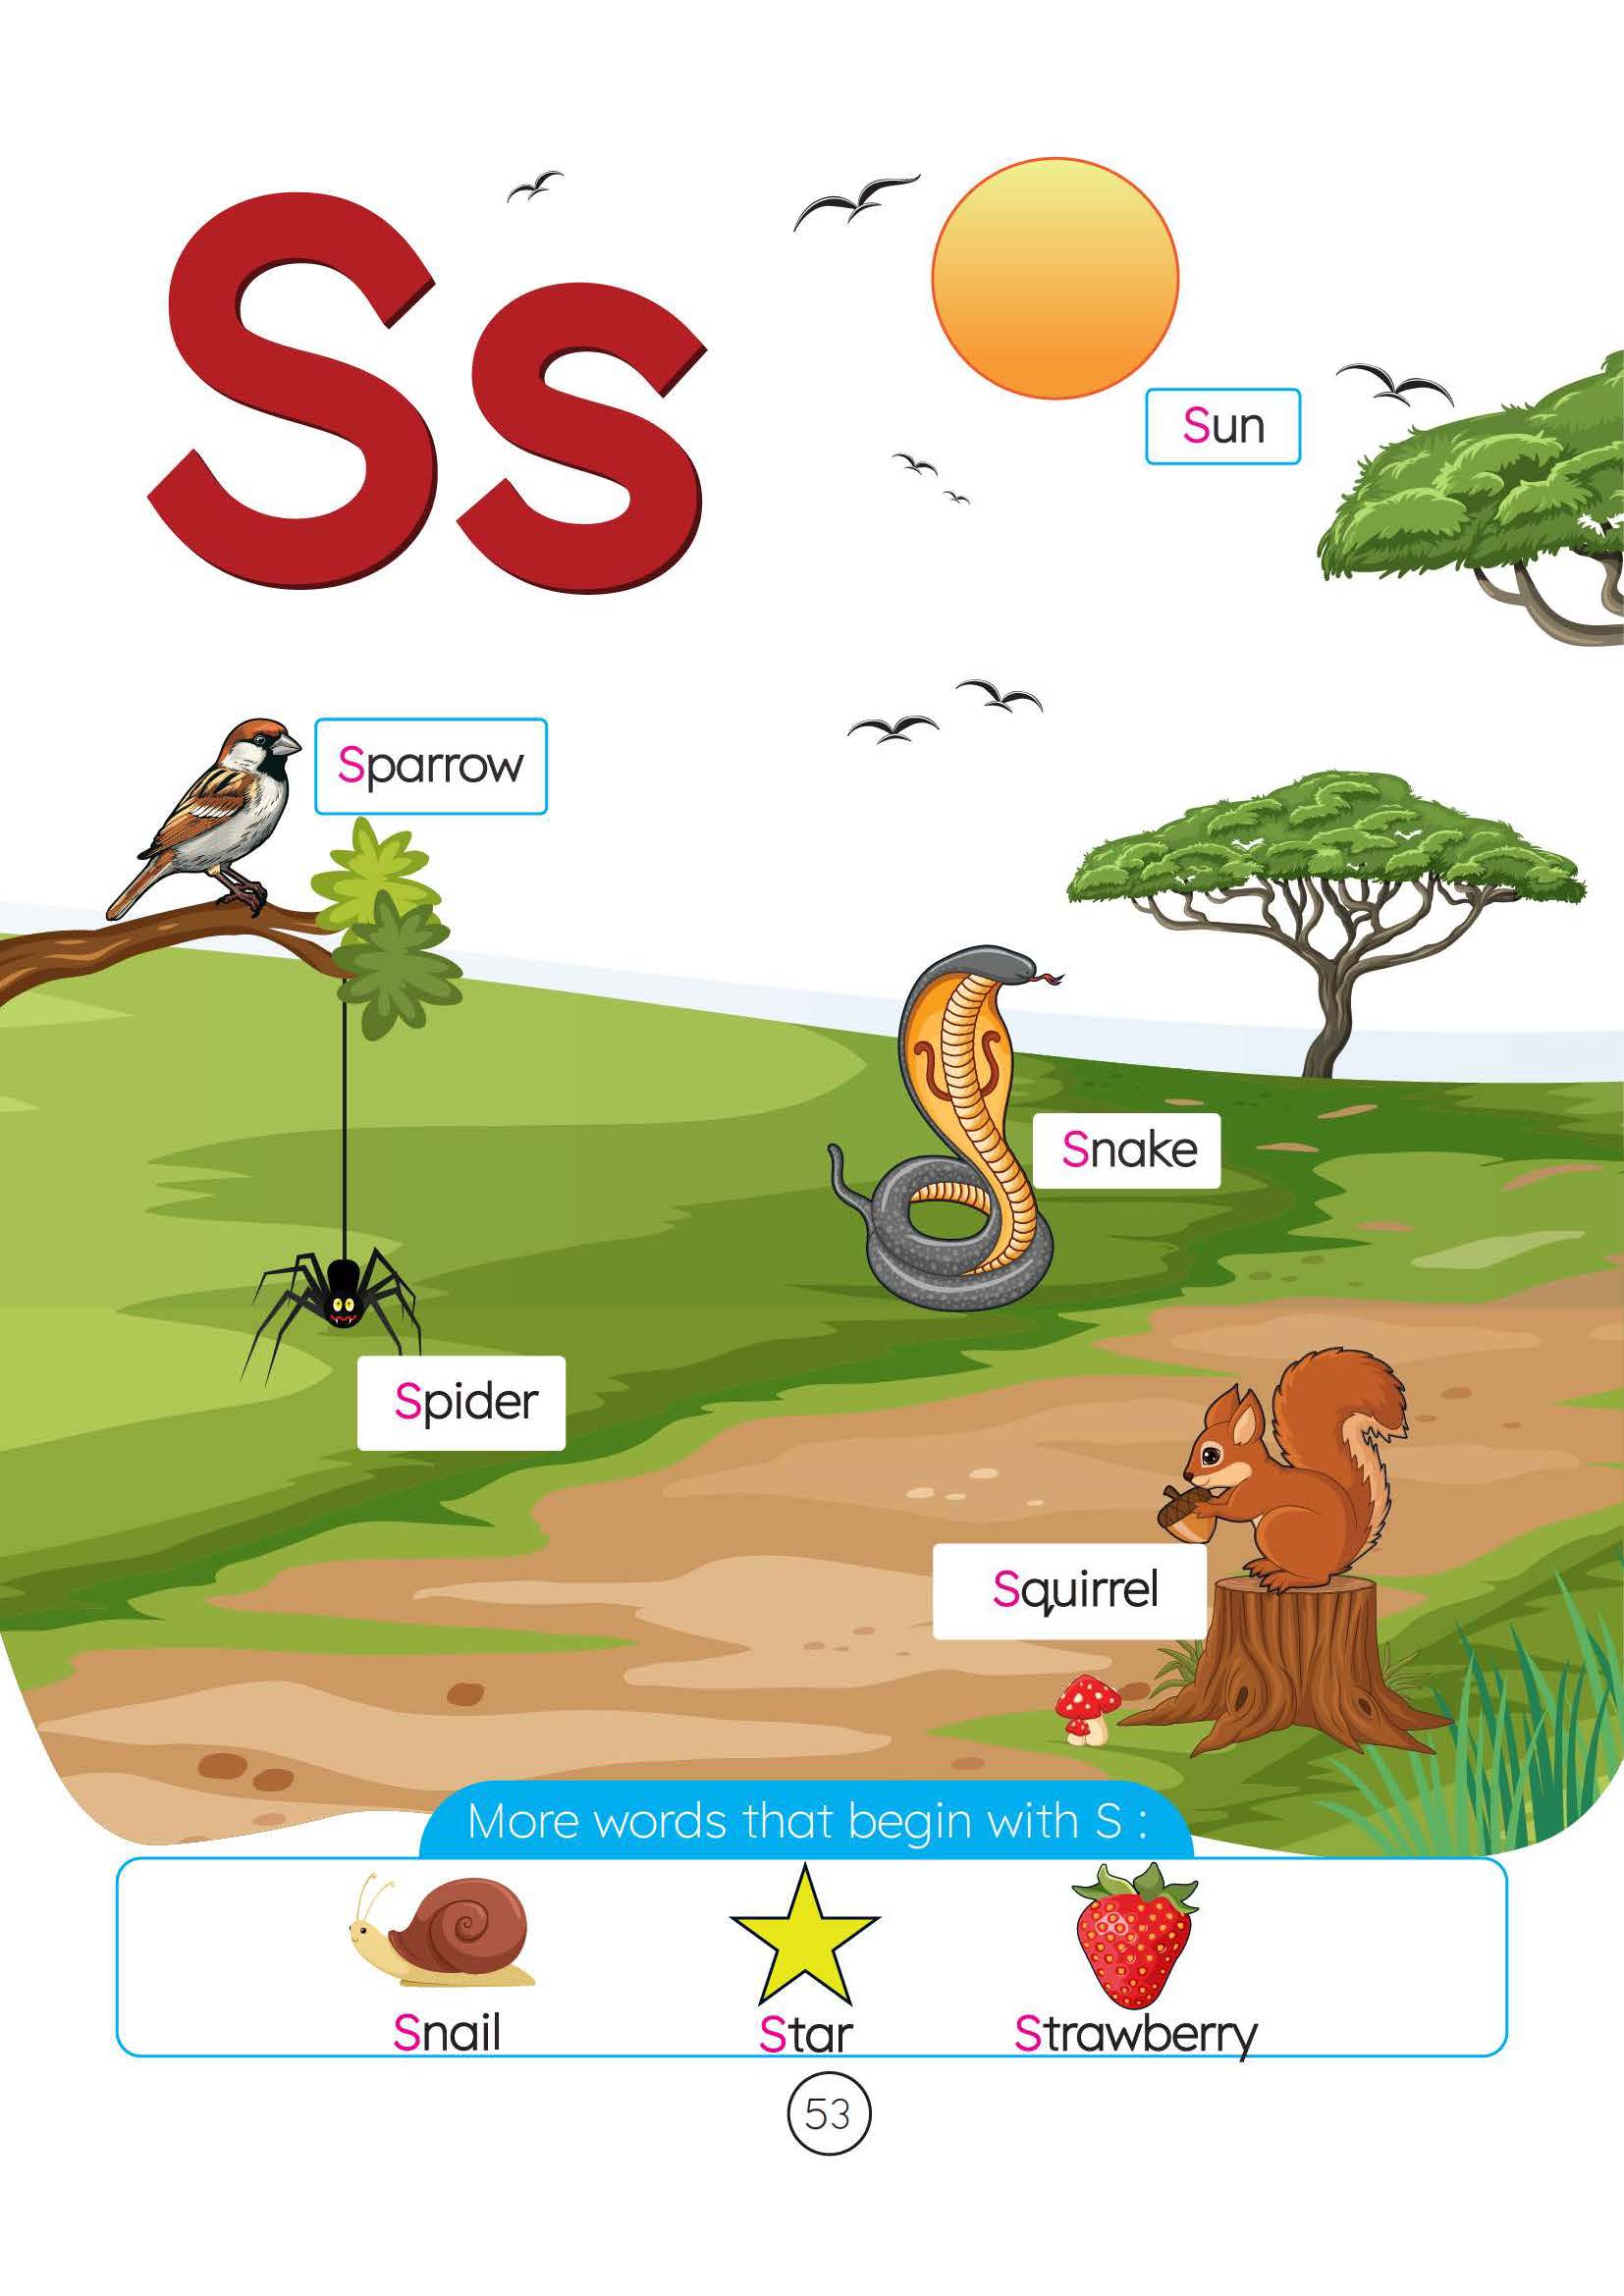 Ss
Sun
Sparrow
Snake
Spider
Squirrel
More words that begin with S :
Snail
Star
Strawberry
53